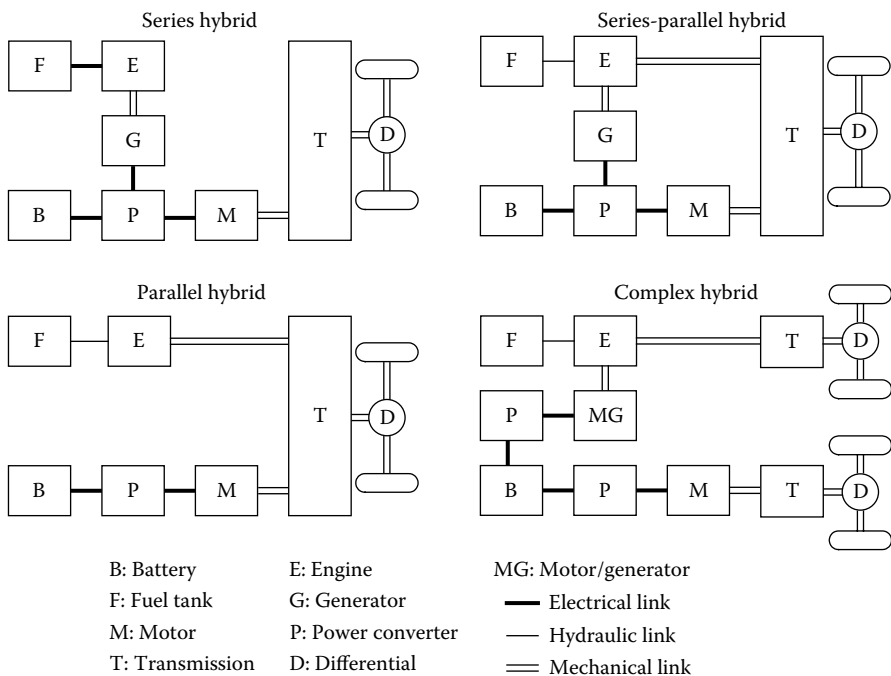 Series hybrid
F
E
G
T
D
B
P
M
Series-parallel hybrid
F
E
G
T
D
B
P
M
Parallel hybrid
F
E
T
D
B
P
M
Complex hybrid
F
E
T
D
P
MG
B
P
M
T
D
B: Battery
F: Fuel tank
M: Motor
T: Transmission
E: Engine
G: Generator
P: Power converter
D: Differential
MG: Motor/generator
Electrical link
Hydraulic link
Mechanical link